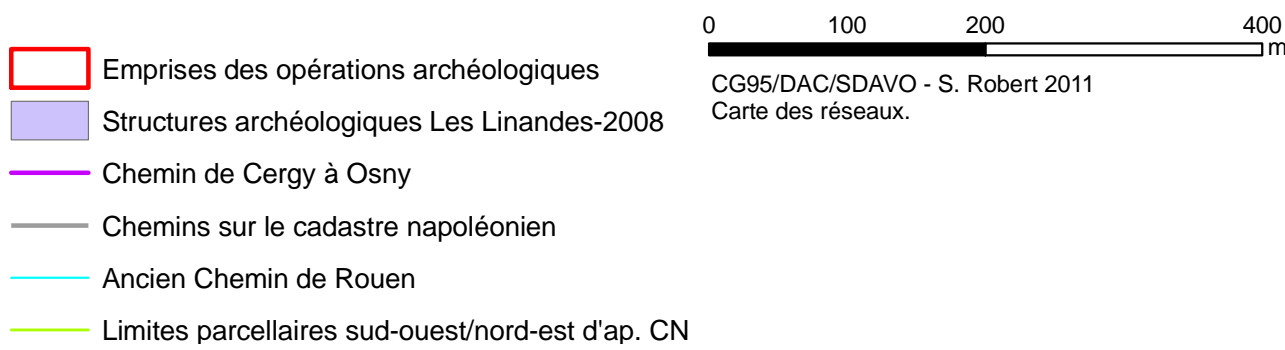 0 100 200 400
m
Emprises des opérations archéologiques
Structures archéologiques Les Linandes-2008
Chemin de Cergy à Osny
Chemins sur le cadastre napoléonien
Ancien Chemin de Rouen
Limites parcellaires sud-ouest/nord-est d'ap. CN
CG95/DAC/SDAVO - S. Robert 2011
Carte des réseaux.